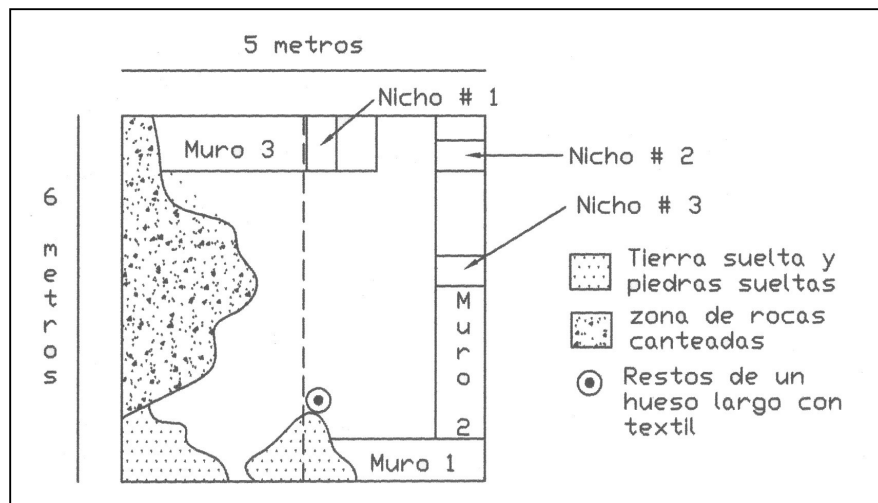 5 metros
Nicho # 1
Muro 3
Nicho # 2
Nicho # 3
6 metros
Tierra suelta y
piedras sueltas
zona de rocas
canteadas
Restos de un
hueso largo con
textil
Muro 2
Muro 1